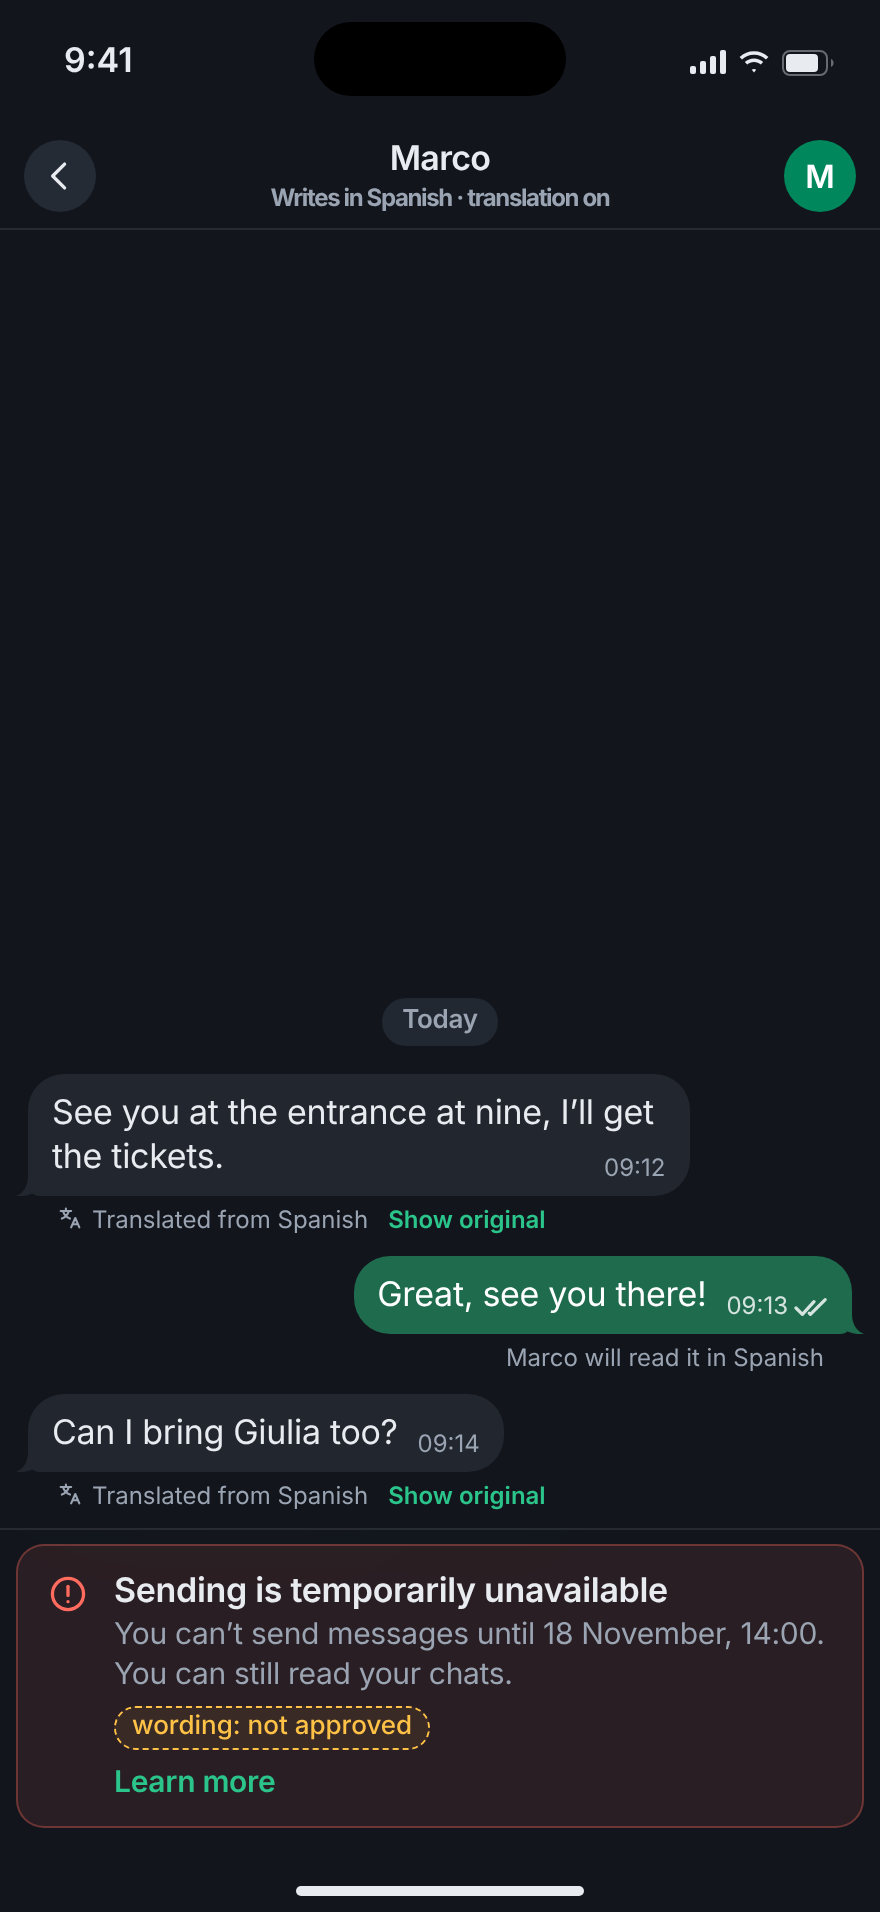 9:41
Marco
M
Writes in Spanish · translation on
Today
See you at the entrance at nine, I’ll get
the tickets.
09:12
Translated from Spanish Show original
Great, see you there! 09:13
Marco will read it in Spanish
Can I bring Giulia too? 09:14
Translated from Spanish Show original
Sending is temporarily unavailable
You can’t send messages until 18 November, 14:00.
You can still read your chats.
wording: not approved
Learn more